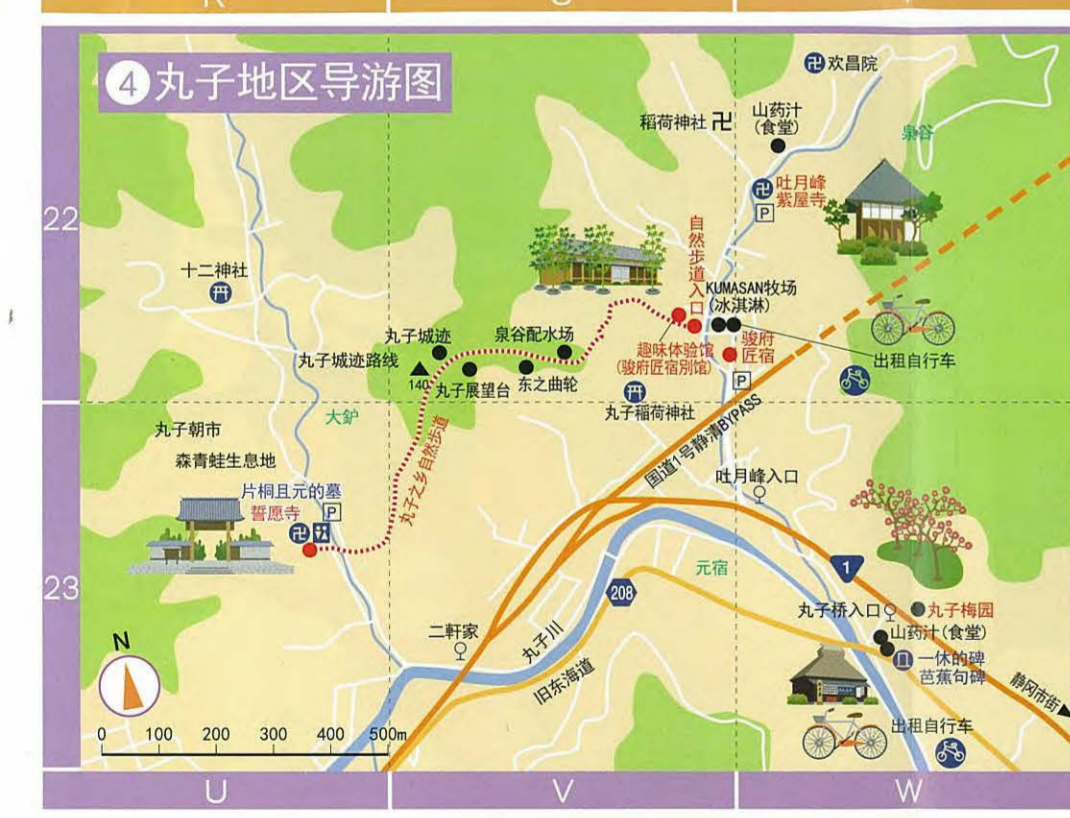 ④丸子地区导游图
卍 欢昌院
稻荷神社 卍
山药汁
(食堂)
泉谷
卍 吐月峰
紫屋寺
P
22
自然步道入口
十二神社
KUMASAN牧场
(冰淇淋)
丸子城迹
泉谷配水场
丸子城迹路线
趣味体验馆
(骏府匠宿别馆)
骏府
匠宿
出租自行车
140
丸子展望台
东之曲轮
P
丸子稲荷神社
大鈩
丸子朝市
国道1号静清BYPASS
丸子之乡自然步道
森青蛙生息地
吐月峰入口
片桐且元的墓
P
誓愿寺
卍
元宿
1
23
208
丸子桥入口
丸子梅园
二軒家
山药汁(食堂)
丸子川
一休的碑
芭蕉句碑
旧东海道
静冈市街
N
出租自行车
0 100 200 300 400 500m
U V W